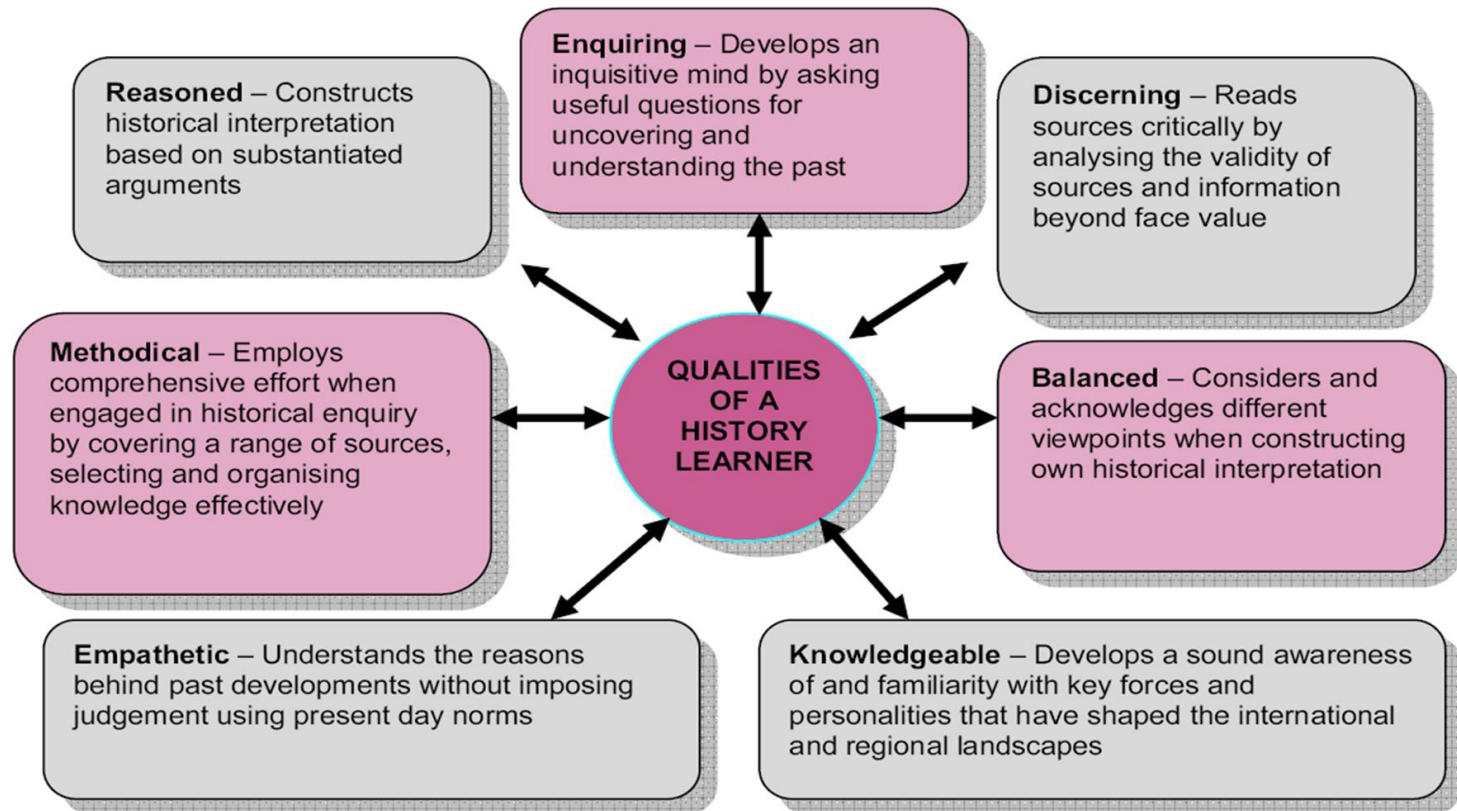 Enquiring – Develops an
inquisitive mind by asking
useful questions for
uncovering and
understanding the past
Reasoned – Constructs
historical interpretation
based on substantiated
arguments
Discerning – Reads
sources critically by
analysing the validity of
sources and information
beyond face value
Methodical – Employs
comprehensive effort when
engaged in historical enquiry
by covering a range of sources,
selecting and organising
knowledge effectively
QUALITIES
OF A
HISTORY
LEARNER
Balanced – Considers and
acknowledges different
viewpoints when constructing
own historical interpretation
Empathetic – Understands the reasons
behind past developments without imposing
judgement using present day norms
Knowledgeable – Develops a sound awareness
of and familiarity with key forces and
personalities that have shaped the international
and regional landscapes